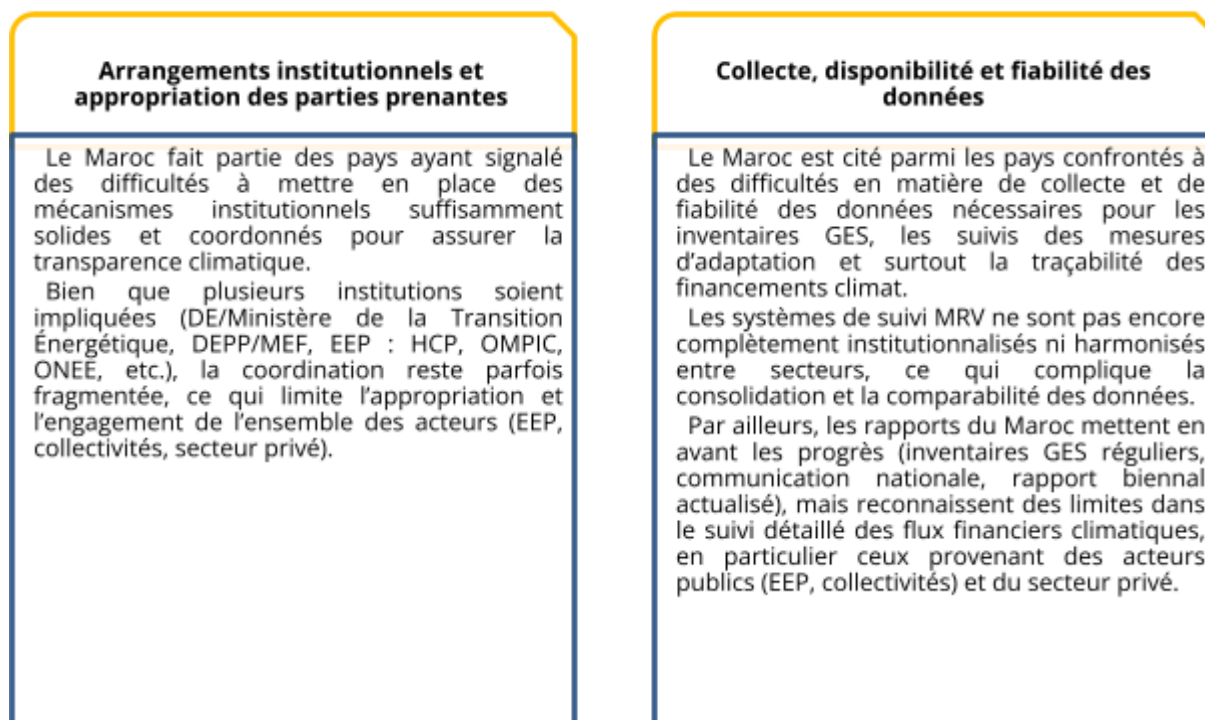 Arrangements institutionnels et
appropriation des parties prenantes
Le Maroc fait partie des pays ayant signalé
des difficultés à mettre en place des
mécanismes institutionnels suffisamment
solides et coordonnés pour assurer la
transparence climatique.
Bien que plusieurs institutions soient
impliquées (DE/Ministère de la Transition
Énergétique, DEPP/MEF, EEP : HCP, OMPIC,
ONEE, etc.), la coordination reste parfois
fragmentée, ce qui limite l’appropriation et
l’engagement de l’ensemble des acteurs (EEP,
collectivités, secteur privé).
Collecte, disponibilité et fiabilité des
données
Le Maroc est cité parmi les pays confrontés à
des difficultés en matière de collecte et de
fiabilité des données nécessaires pour les
inventaires GES, les suivis des mesures
d’adaptation et surtout la traçabilité des
financements climat.
Les systèmes de suivi MRV ne sont pas encore
complètement institutionnalisés ni harmonisés
entre secteurs, ce qui complique la
consolidation et la comparabilité des données.
Par ailleurs, les rapports du Maroc mettent en
avant les progrès (inventaires GES réguliers,
communication nationale, rapport biennal
actualisé), mais reconnaissent des limites dans
le suivi détaillé des flux financiers climatiques,
en particulier ceux provenant des acteurs
publics (EEP, collectivités) et du secteur privé.